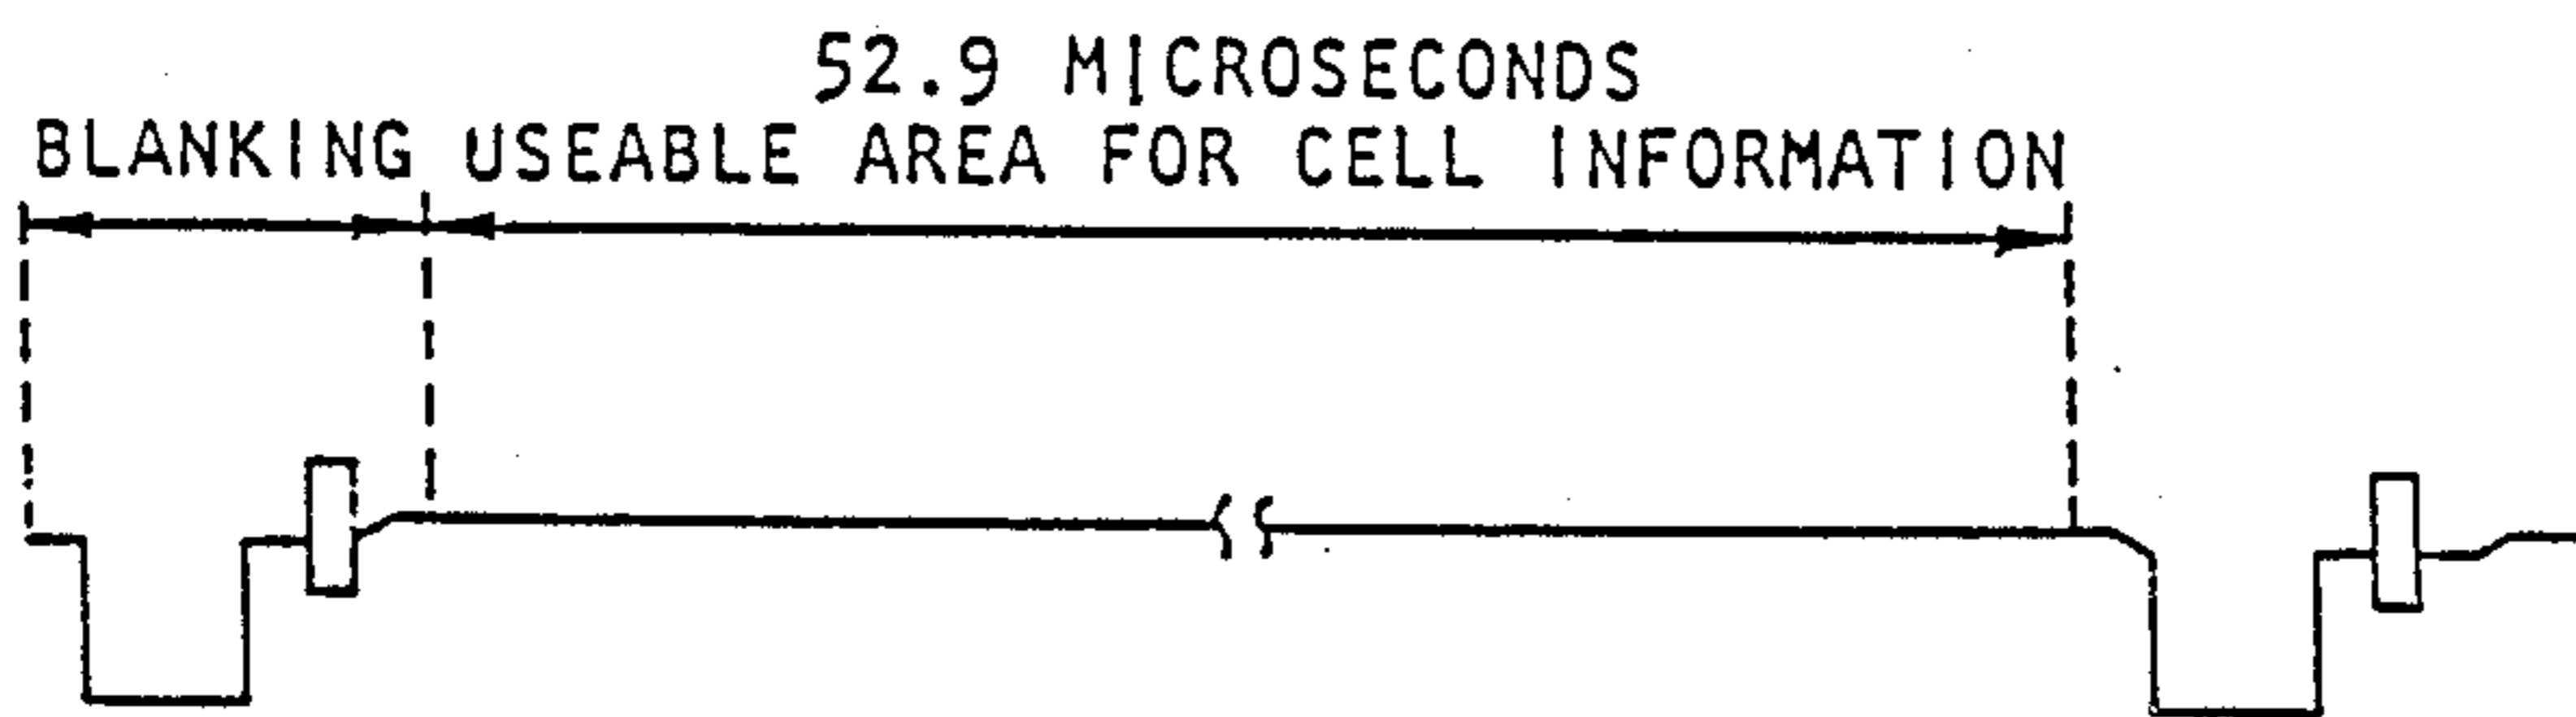 52.9 MICROSECONDS
BLANKING USEABLE AREA FOR CELL INFORMATION